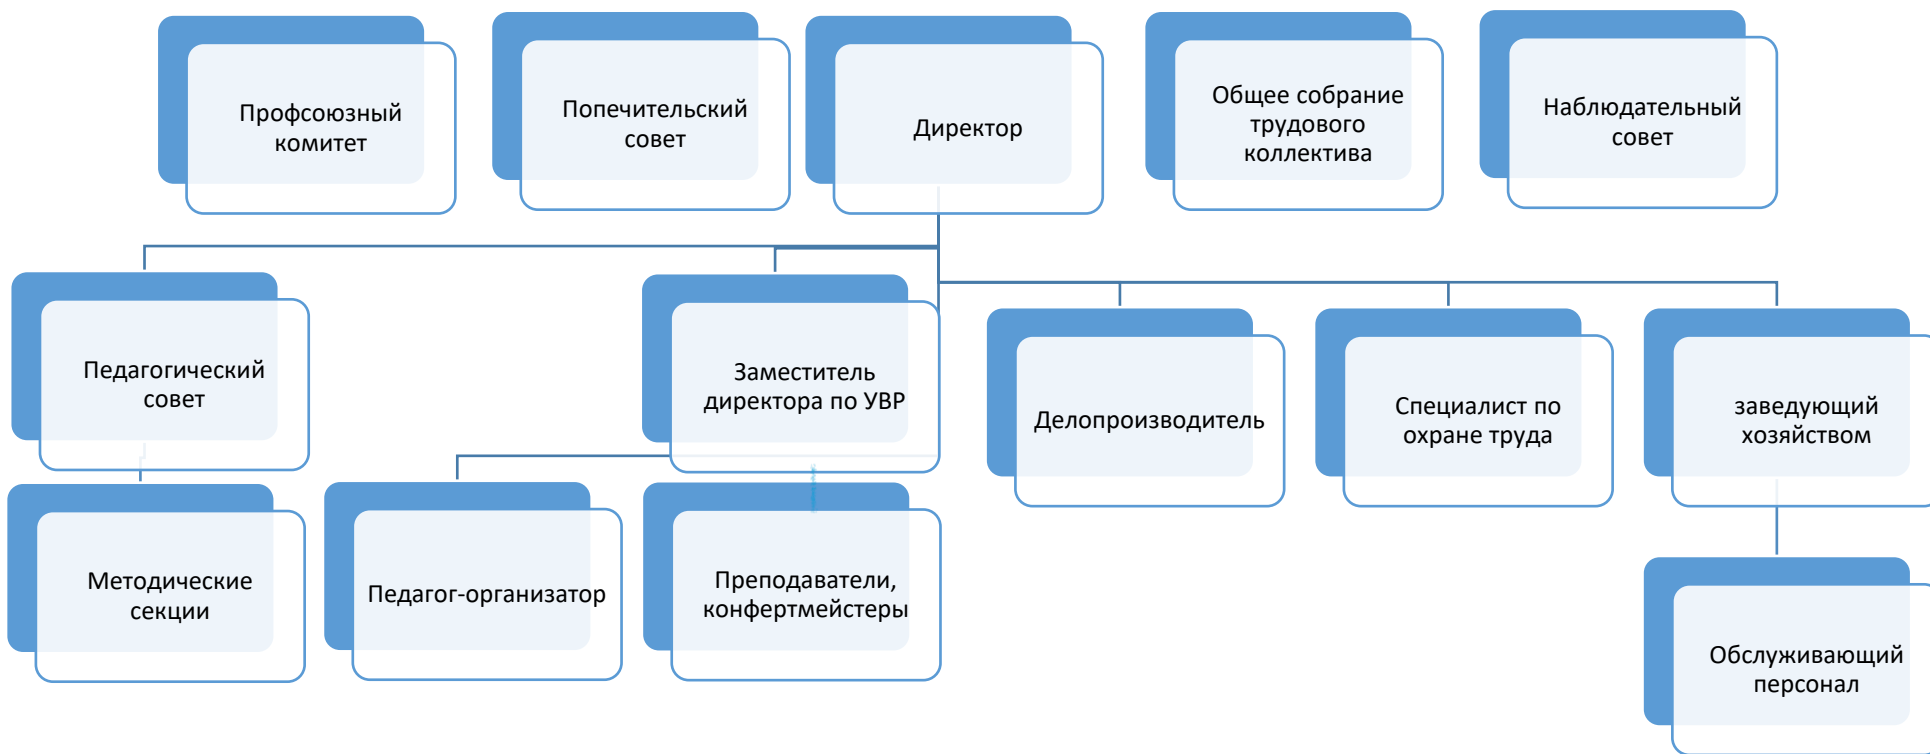 Профсоюзный
комитет
Попечительский
совет
Директор
Общее собрание
трудового
коллектива
Наблюдательный
совет
Педагогический
совет
Заместитель
директора по УВР
Делопроизводитель
Специалист по
охране труда
заведующий
хозяйством
Методические
секции
Педагог-организатор
Преподаватели,
конфертмейстеры
Обслуживающий
персонал